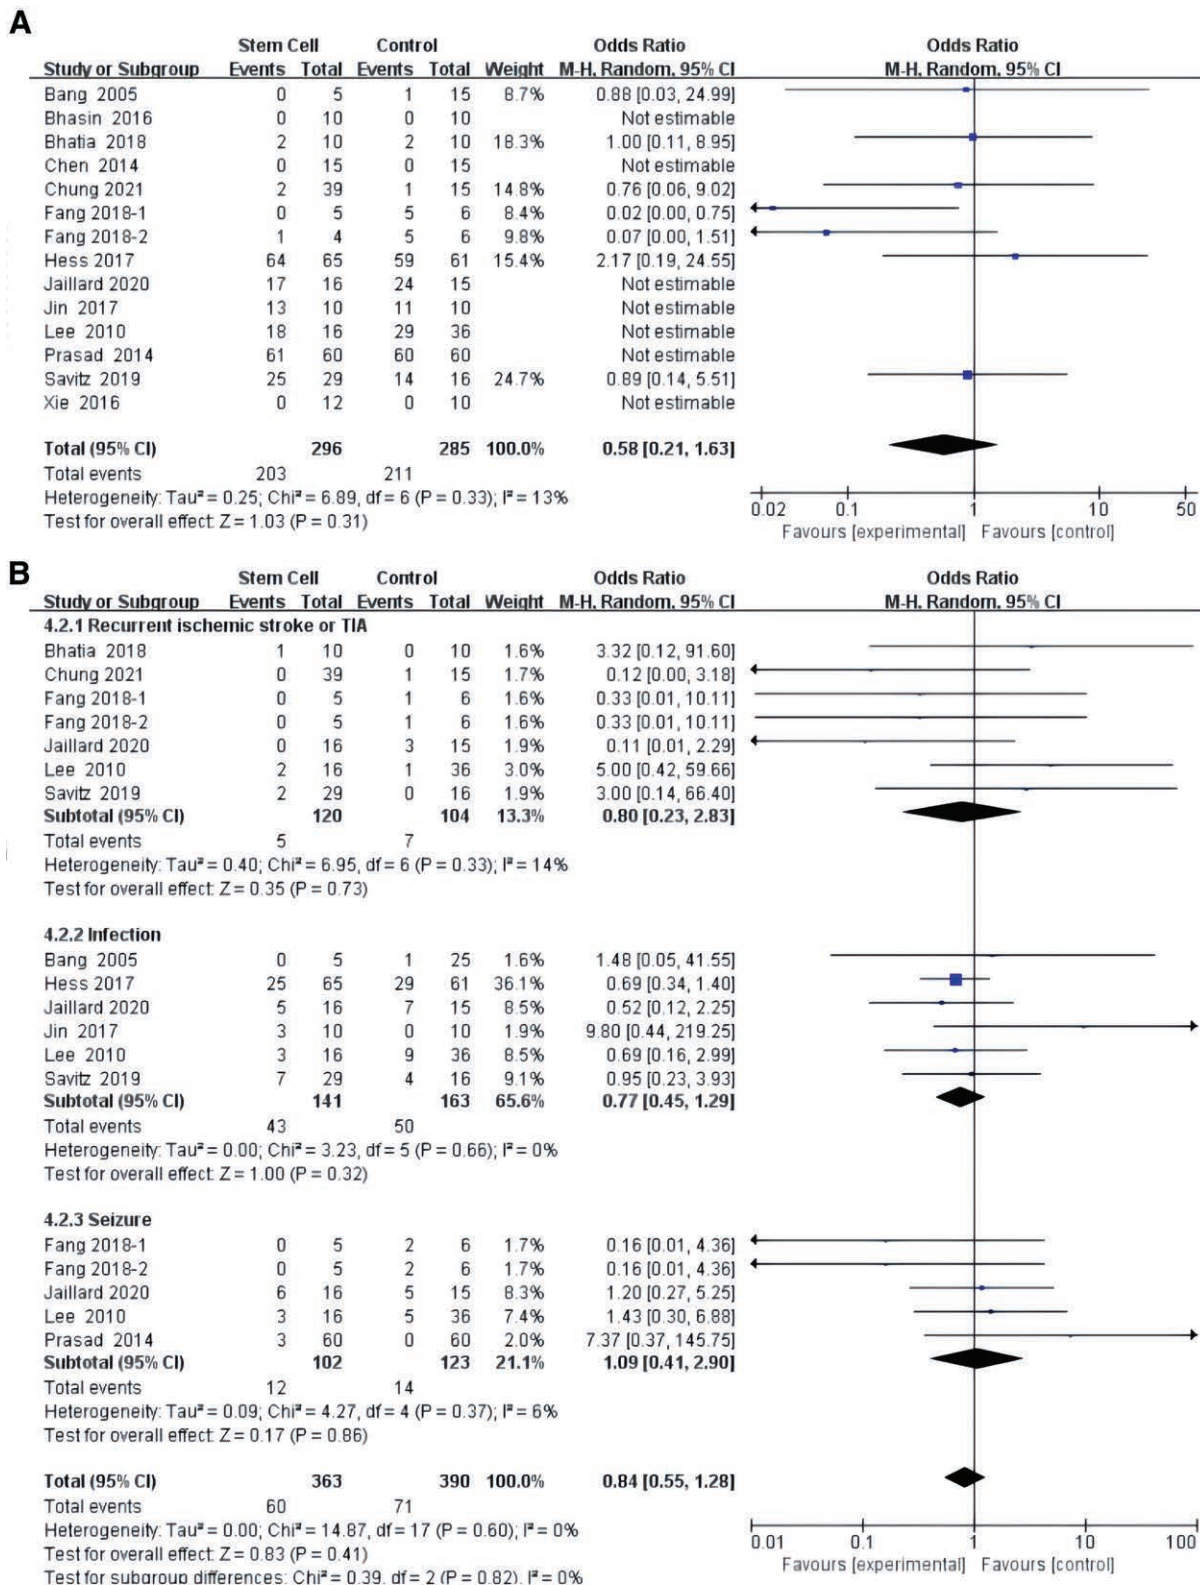 A
Stem Cell Control Odds Ratio Odds Ratio
Study or Subgroup Events Total Events Total Weight M-H, Random, 95% CI M-H, Random, 95% CI
Bang 2005 0 5 1 15 8.7% 0.88 [0.03, 24.99]
Bhasin 2016 0 10 0 10 Not estimable
Bhatia 2018 2 10 2 10 18.3% 1.00 [0.11, 8.95]
Chen 2014 0 15 0 15 Not estimable
Chung 2021 2 39 1 15 14.8% 0.76 [0.06, 9.02]
Fang 2018-1 0 5 5 6 8.4% 0.02 [0.00, 0.75]
Fang 2018-2 1 4 5 6 9.8% 0.07 [0.00, 1.51]
Hess 2017 64 65 59 61 15.4% 2.17 [0.19, 24.55]
Jaillard 2020 17 16 24 15 Not estimable
Jin 2017 13 10 11 10 Not estimable
Lee 2010 18 16 29 36 Not estimable
Prasad 2014 61 60 60 60 Not estimable
Savitz 2019 25 29 14 16 24.7% 0.89 [0.14, 5.51]
Xie 2016 0 12 0 10 Not estimable
Total (95% CI) 296 285 100.0% 0.58 [0.21, 1.63]
Total events 203 211
Heterogeneity: Tau² = 0.25; Chi² = 6.89, df = 6 (P = 0.33); I² = 13%
Test for overall effect: Z = 1.03 (P = 0.31)
0.02 0.1 1 10 50
Favours [experimental] Favours [control]
B
Stem Cell Control Odds Ratio Odds Ratio
Study or Subgroup Events Total Events Total Weight M-H, Random, 95% CI M-H, Random, 95% CI
4.2.1 Recurrent ischemic stroke or TIA
Bhatia 2018 1 10 0 10 1.6% 3.32 [0.12, 91.60]
Chung 2021 0 39 1 15 1.7% 0.12 [0.00, 3.18]
Fang 2018-1 0 5 1 6 1.6% 0.33 [0.01, 10.11]
Fang 2018-2 0 5 1 6 1.6% 0.33 [0.01, 10.11]
Jaillard 2020 0 16 3 15 1.9% 0.11 [0.01, 2.29]
Lee 2010 2 16 1 36 3.0% 5.00 [0.42, 59.66]
Savitz 2019 2 29 0 16 1.9% 3.00 [0.14, 66.40]
Subtotal (95% CI) 120 104 13.3% 0.80 [0.23, 2.83]
Total events 5 7
Heterogeneity: Tau² = 0.40; Chi² = 6.95, df = 6 (P = 0.33); I² = 14%
Test for overall effect: Z = 0.35 (P = 0.73)
4.2.2 Infection
Bang 2005 0 5 1 25 1.6% 1.48 [0.05, 41.55]
Hess 2017 25 65 29 61 36.1% 0.69 [0.34, 1.40]
Jaillard 2020 5 16 7 15 8.5% 0.52 [0.12, 2.25]
Jin 2017 3 10 0 10 1.9% 9.80 [0.44, 219.25]
Lee 2010 3 16 9 36 8.5% 0.69 [0.16, 2.99]
Savitz 2019 7 29 4 16 9.1% 0.95 [0.23, 3.93]
Subtotal (95% CI) 141 163 65.6% 0.77 [0.45, 1.29]
Total events 43 50
Heterogeneity: Tau² = 0.00; Chi² = 3.23, df = 5 (P = 0.66); I² = 0%
Test for overall effect: Z = 1.00 (P = 0.32)
4.2.3 Seizure
Fang 2018-1 0 5 2 6 1.7% 0.16 [0.01, 4.36]
Fang 2018-2 0 5 2 6 1.7% 0.16 [0.01, 4.36]
Jaillard 2020 6 16 5 15 8.3% 1.20 [0.27, 5.25]
Lee 2010 3 16 5 36 7.4% 1.43 [0.30, 6.88]
Prasad 2014 3 60 0 60 2.0% 7.37 [0.37, 145.75]
Subtotal (95% CI) 102 123 21.1% 1.09 [0.41, 2.90]
Total events 12 14
Heterogeneity: Tau² = 0.09; Chi² = 4.27, df = 4 (P = 0.37); I² = 6%
Test for overall effect: Z = 0.17 (P = 0.86)
Total (95% CI) 363 390 100.0% 0.84 [0.55, 1.28]
Total events 60 71
Heterogeneity: Tau² = 0.00; Chi² = 14.87, df = 17 (P = 0.60); I² = 0%
Test for overall effect: Z = 0.83 (P = 0.41)
Test for subgroup differences: Chi² = 0.39, df = 2 (P = 0.82), I² = 0%
0.01 0.1 1 10 100
Favours [experimental] Favours [control]